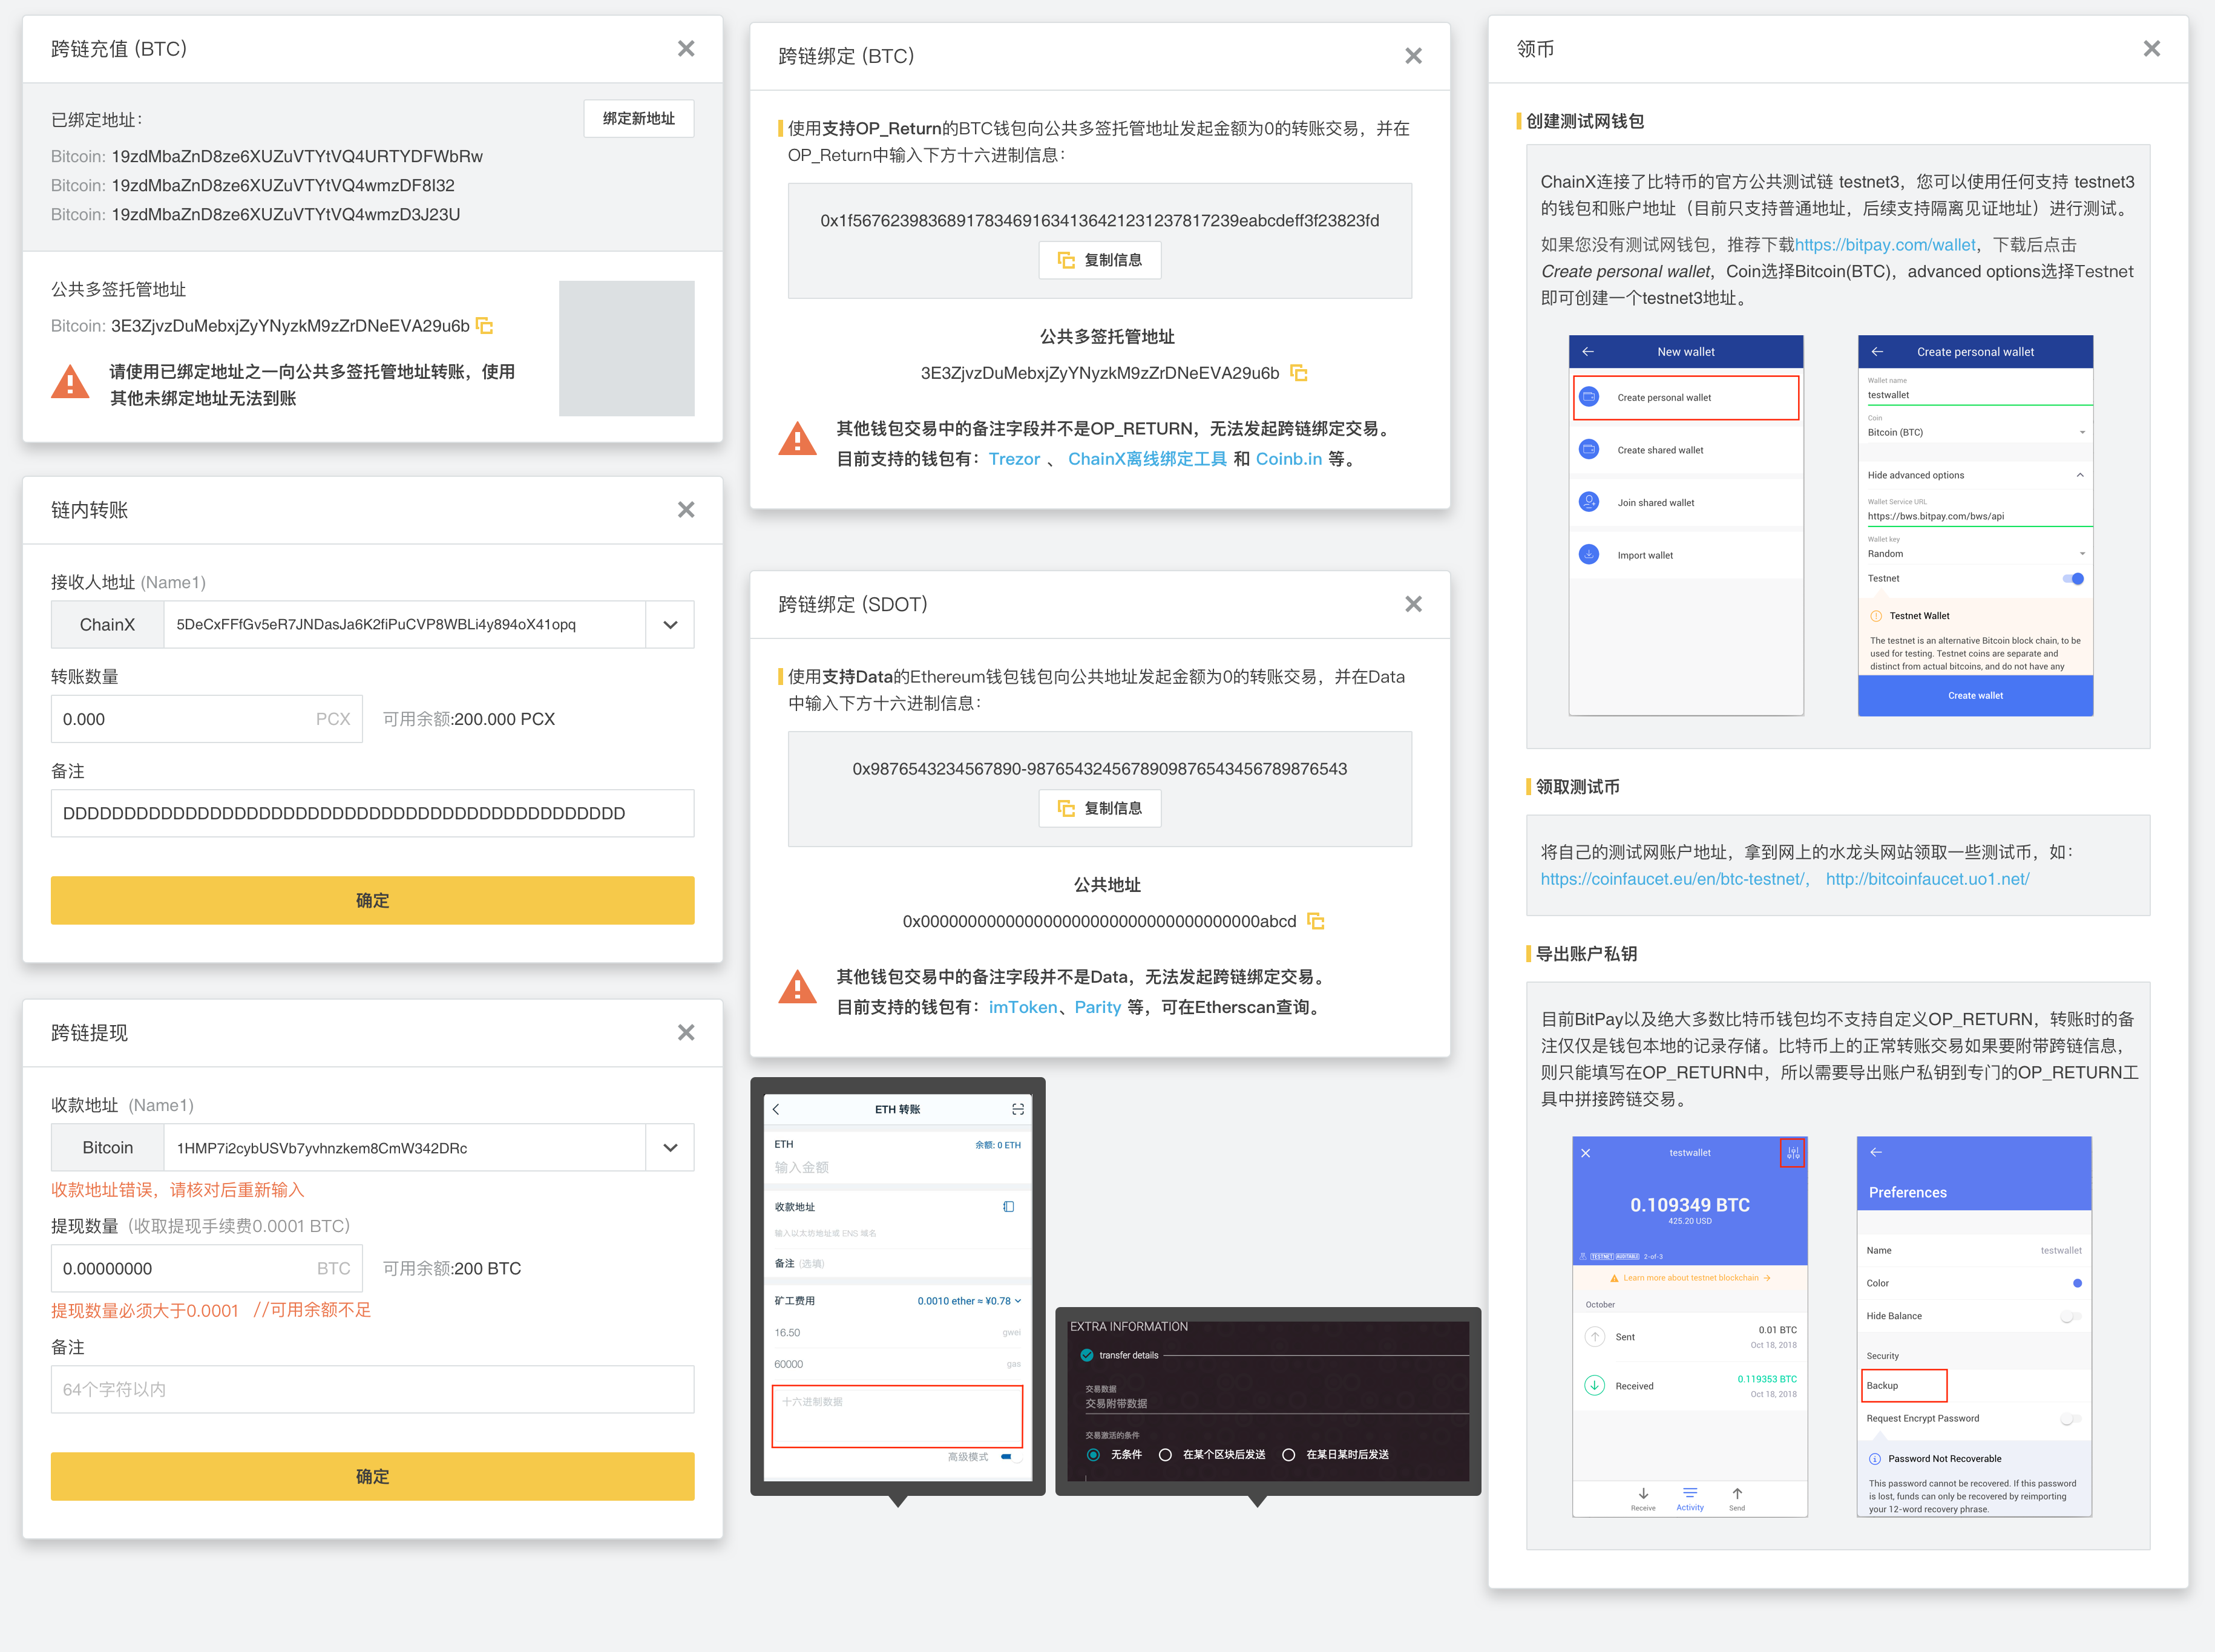 跨链充值 (BTC)
已绑定地址：
绑定新地址
Bitcoin: 19zdMbaZnD8ze6XUZuVTYtVQ4URTYDFWbRw
Bitcoin: 19zdMbaZnD8ze6XUZuVTYtVQ4wmzDF8I32
Bitcoin: 19zdMbaZnD8ze6XUZuVTYtVQ4wmzD3J23U
公共多签托管地址
Bitcoin: 3E3ZjvzDuMebxjZyYNyzkM9zZrDNeEVA29u6b
请使用已绑定地址之一向公共多签托管地址转账，使用
其他未绑定地址无法到账
链内转账
接收人地址 (Name1)
ChainX
5DeCxFFfGv5eR7JNDasJa6K2fiPuCVP8WBLi4y894oX41opq
转账数量
0.000
PCX
可用余额:200.000 PCX
备注
DDDDDDDDDDDDDDDDDDDDDDDDDDDDDDDDDDDDDDDDDDDDDD
确定
跨链提现
收款地址 (Name1)
Bitcoin
1HMP7i2cybUSVb7yvhnzkem8CmW342DRc
收款地址错误，请核对后重新输入
提现数量（收取提现手续费0.0001 BTC）
0.00000000
BTC
可用余额:200 BTC
提现数量必须大于0.0001 //可用余额不足
备注
64个字符以内
确定
跨链绑定 (BTC)
使用支持OP_Return的BTC钱包向公共多签托管地址发起金额为0的转账交易，并在
OP_Return中输入下方十六进制信息：
0x1f5676239836891783469163413642123123781723​9eabcdeff3f23823fd
复制信息
公共多签托管地址
3E3ZjvzDuMebxjZyYNyzkM9zZrDNeEVA29u6b
其他钱包交易中的备注字段并不是OP_RETURN，无法发起跨链绑定交易。
目前支持的钱包有：Trezor 、 ChainX离线绑定工具 和 Coinb.in 等。
跨链绑定 (SDOT)
使用支持Data的Ethereum钱包钱包向公共地址发起金额为0的转账交易，并在Data
中输入下方十六进制信息：
0x9876543234567890-987654324567890987654345678987​6543
复制信息
公共地址
0x000000000000000000000000000000000000abcd
其他钱包交易中的备注字段并不是Data，无法发起跨链绑定交易。
目前支持的钱包有：imToken、Parity 等，可在Etherscan查询。
ETH 转账
ETH
余额: 0 ETH
输入金额
收款地址
输入以太坊地址或 ENS 域名
备注 (选填)
矿工费用
0.0010 ether ≈ ¥0.78
16.50
gwei
60000
gas
十六进制数据
高级模式
EXTRA INFORMATION
transfer details
交易数据
交易附带数据
交易激活的条件
无条件
在某个区块后发送
在某日某时后发送
领币
创建测试网钱包
ChainX连接了比特币的官方公共测试链 testnet3，您可以使用任何支持 testnet3
的钱包和账户地址（目前只支持普通地址，后续支持隔离见证地址）进行测试。
如果您没有测试网钱包，推荐下载https://bitpay.com/wallet，下载后点击
Create personal wallet，Coin选择Bitcoin(BTC)，advanced options选择Testnet
即可创建一个testnet3地址。
New wallet
Create personal wallet
Create shared wallet
Join shared wallet
Import wallet
Create personal wallet
Wallet name
testwallet
Coin
Bitcoin (BTC)
Hide advanced options
Wallet Service URL
https://bws.bitpay.com/bws/api
Wallet key
Random
Testnet
Testnet Wallet
The testnet is an alternative Bitcoin block chain, to be
used for testing. Testnet coins are separate and
distinct from actual bitcoins, and do not have any
Create wallet
领取测试币
将自己的测试网账户地址，拿到网上的水龙头网站领取一些测试币，如：
https://coinfaucet.eu/en/btc-testnet/， http://bitcoinfaucet.uo1.net/
导出账户私钥
目前BitPay以及绝大多数比特币钱包均不支持自定义OP_RETURN，转账时的备
注仅仅是钱包本地的记录存储。比特币上的正常转账交易如果要附带跨链信息，
则只能填写在OP_RETURN中，所以需要导出账户私钥到专门的OP_RETURN工
具中拼接跨链交易。
testwallet
0.109349 BTC
425.20 USD
TESTNET AUDITABLE 2-of-3
Learn more about testnet blockchain
October
Sent
0.01 BTC
Oct 18, 2018
Received
0.119353 BTC
Oct 18, 2018
Receive
Activity
Send
Preferences
Name
testwallet
Color
Hide Balance
Security
Backup
Request Encrypt Password
Password Not Recoverable
This password cannot be recovered. If this password
is lost, funds can only be recovered by reimporting
your 12-word recovery phrase.